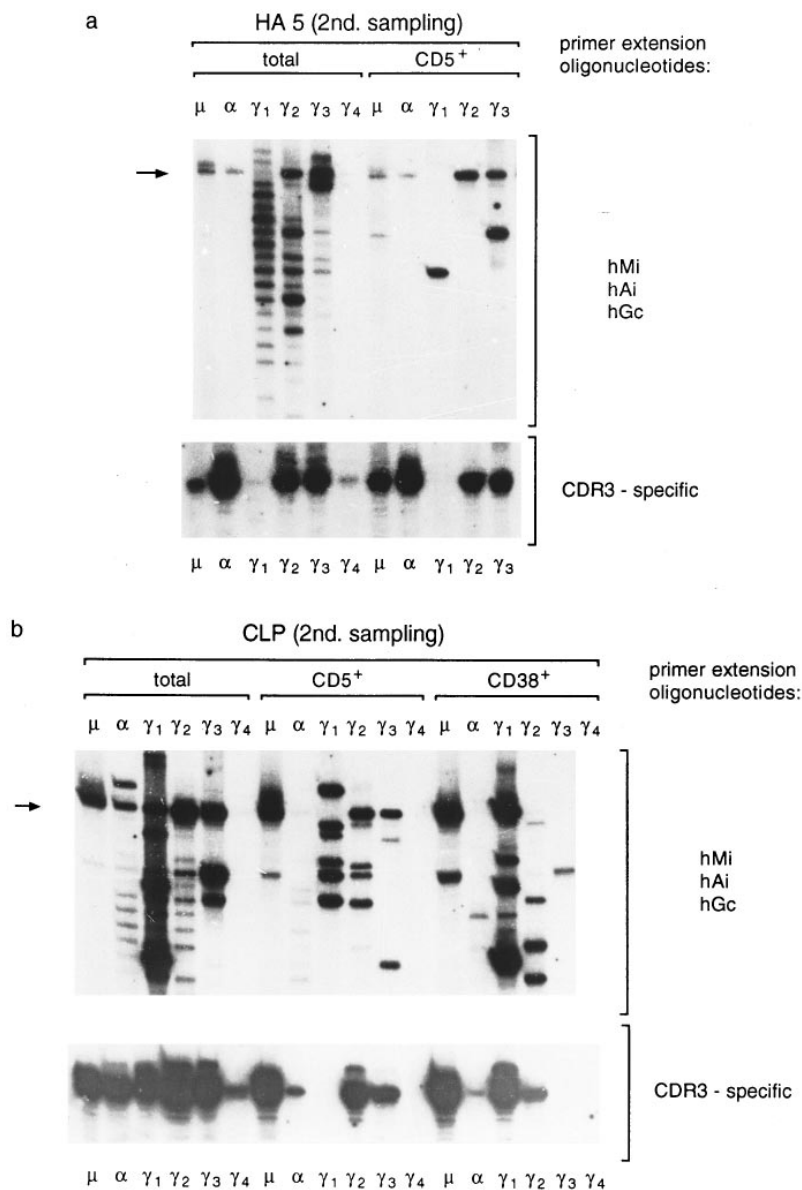 a
HA 5 (2nd. sampling)
total CD5⁺
primer extension
oligonucleotides:
μ α γ₁ γ₂ γ₃ γ₄ μ α γ₁ γ₂ γ₃
hMi
hAi
hGc
CDR3 - specific
μ α γ₁ γ₂ γ₃ γ₄ μ α γ₁ γ₂ γ₃
b
CLP (2nd. sampling)
total CD5⁺ CD38⁺
primer extension
oligonucleotides:
μ α γ₁ γ₂ γ₃ γ₄ μ α γ₁ γ₂ γ₃ γ₄ μ α γ₁ γ₂ γ₃ γ₄
hMi
hAi
hGc
CDR3 - specific
μ α γ₁ γ₂ γ₃ γ₄ μ α γ₁ γ₂ γ₃ γ₄ μ α γ₁ γ₂ γ₃ γ₄